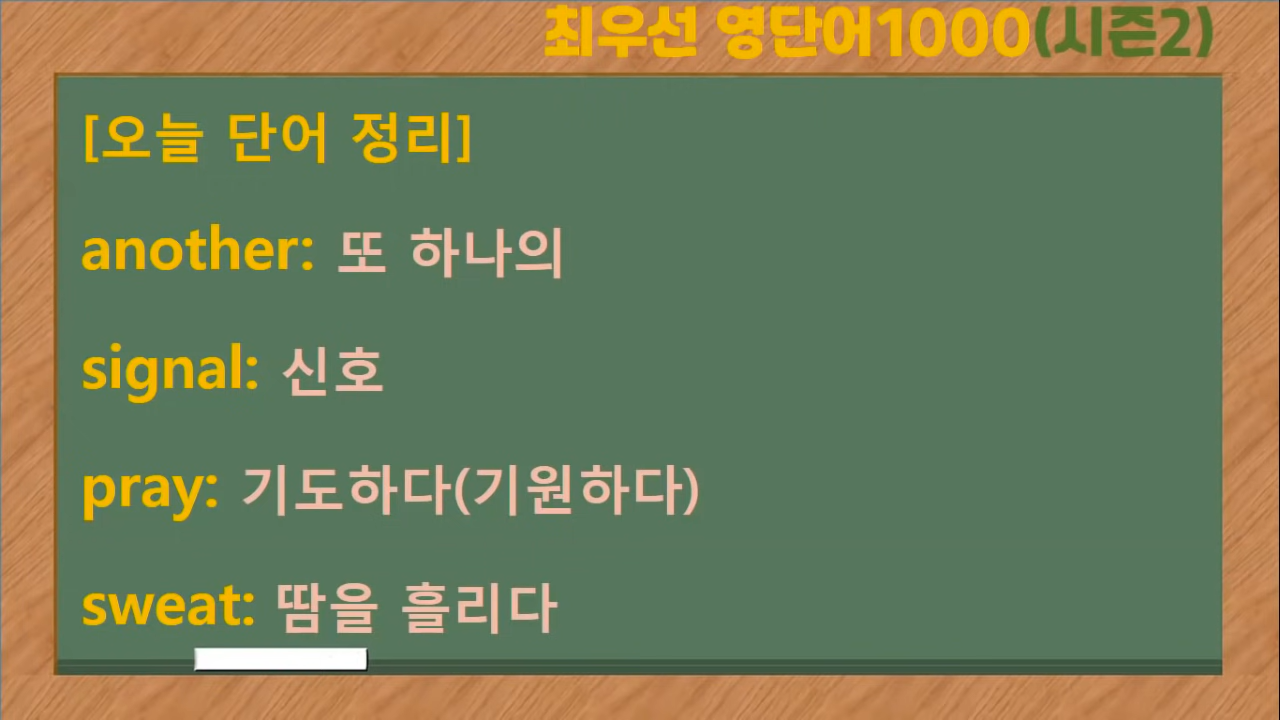 최우선 영단어1000(시즌2)
[오늘 단어 정리]
another: 또 하나의
signal: 신호
pray: 기도하다(기원하다)
sweat: 땀을 흘리다